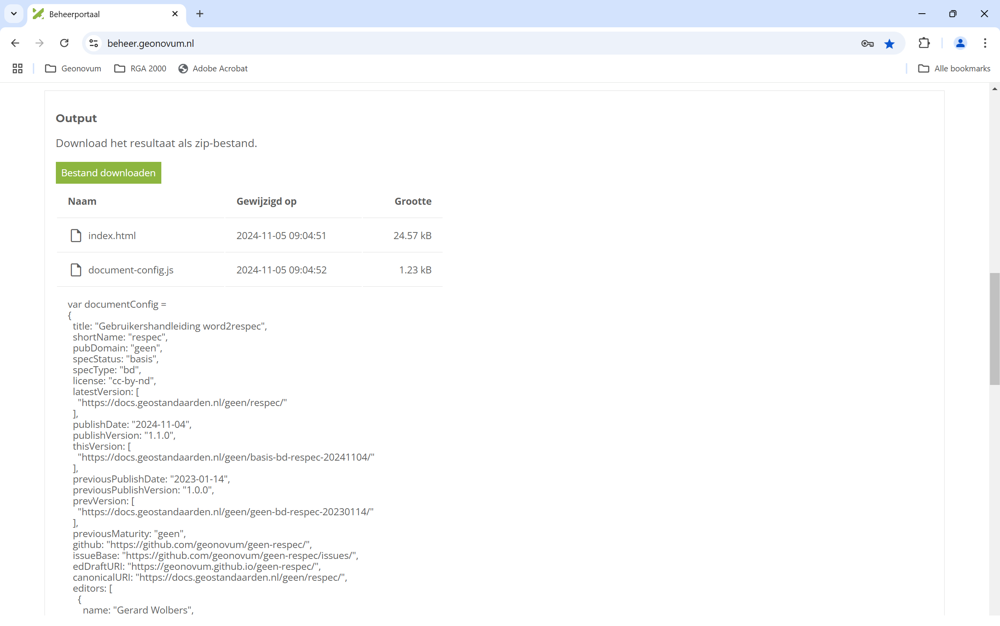 Beheerportaal
beheer.geonovum.nl
Geonovum RGA 2000 Adobe Acrobat Alle bookmarks
Output
Download het resultaat als zip-bestand.
Bestand downloaden
Naam Gewijzigd op Grootte
index.html 2024-11-05 09:04:51 24.57 kB
document-config.js 2024-11-05 09:04:52 1.23 kB
var documentConfig =
{
title: "Gebruikershandleiding word2respec",
shortName: "respec",
pubDomain: "geen",
specStatus: "basis",
specType: "bd",
license: "cc-by-nd",
latestVersion: [
"https://docs.geostandaarden.nl/geen/respec/"
],
publishDate: "2024-11-04",
publishVersion: "1.1.0",
thisVersion: [
"https://docs.geostandaarden.nl/geen/basis-bd-respec-20241104/"
],
previousPublishDate: "2023-01-14",
previousPublishVersion: "1.0.0",
prevVersion: [
"https://docs.geostandaarden.nl/geen/geen-bd-respec-20230114/"
],
previousMaturity: "geen",
github: "https://github.com/geonovum/geen-respec/",
issueBase: "https://github.com/geonovum/geen-respec/issues/",
edDraftURI: "https://geonovum.github.io/geen-respec/",
canonicalURI: "https://docs.geostandaarden.nl/geen/respec/",
editors: [
{
name: "Gerard Wolbers",